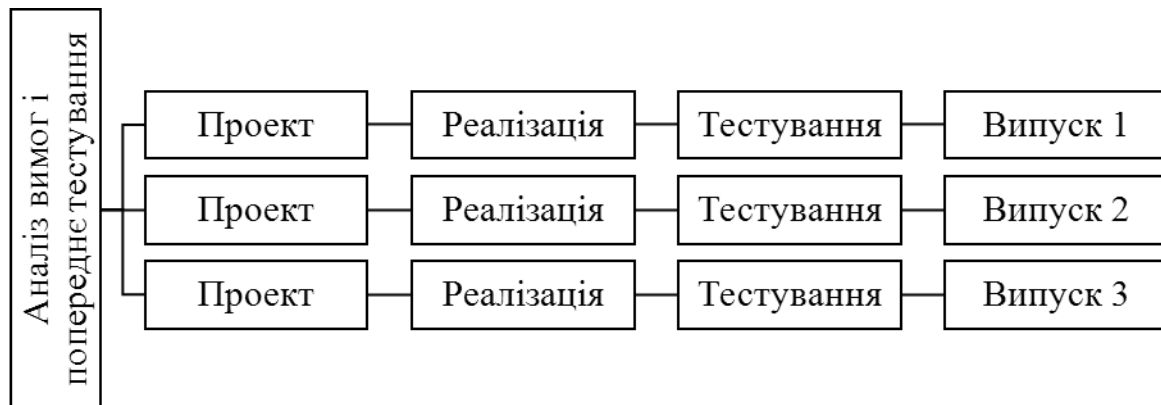 Аналіз вимог і
попереднє тестування
Проект
Реалізація
Тестування
Випуск 1
Проект
Реалізація
Тестування
Випуск 2
Проект
Реалізація
Тестування
Випуск 3